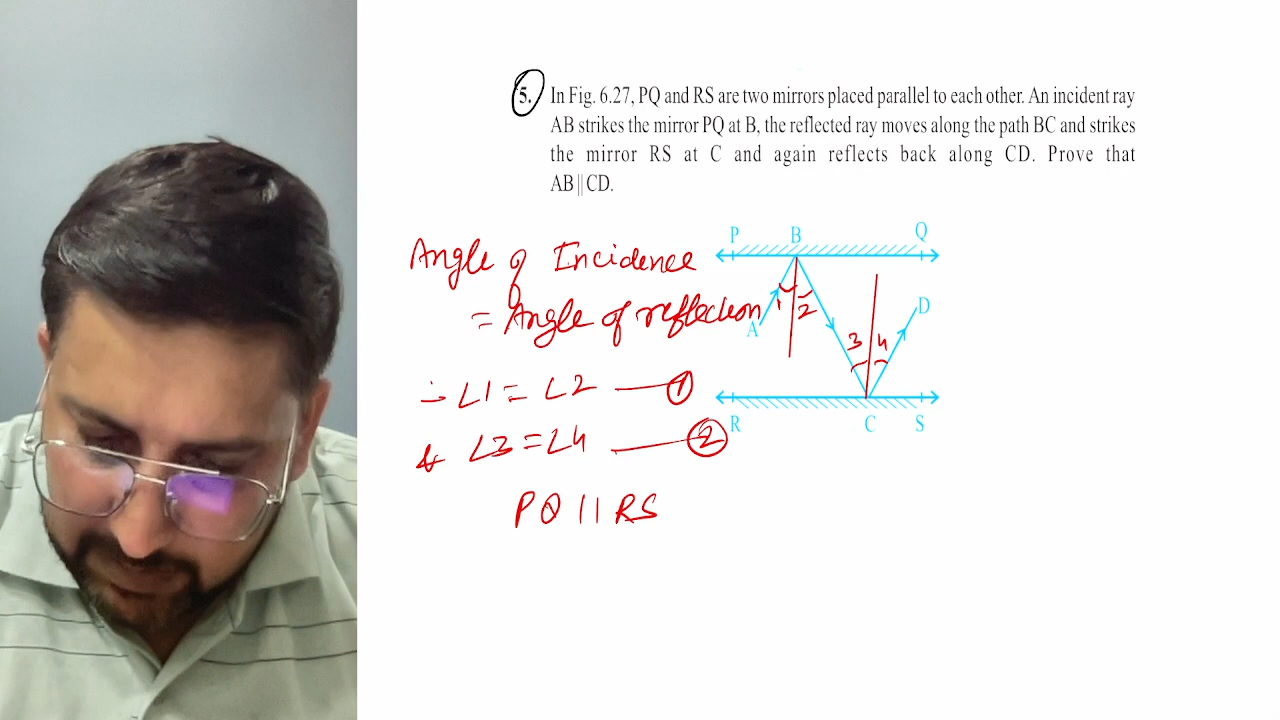 5. In Fig. 6.27, PQ and RS are two mirrors placed parallel to each other. An incident ray
AB strikes the mirror PQ at B, the reflected ray moves along the path BC and strikes
the mirror RS at C and again reflects back along CD. Prove that
AB || CD.
Angle of Incidence
= Angle of reflection
∴ ∠1 = ∠2 — 1
& ∠3 = ∠4 — 2
PQ || RS
P B Q
1 2
A D
3 4
R C S